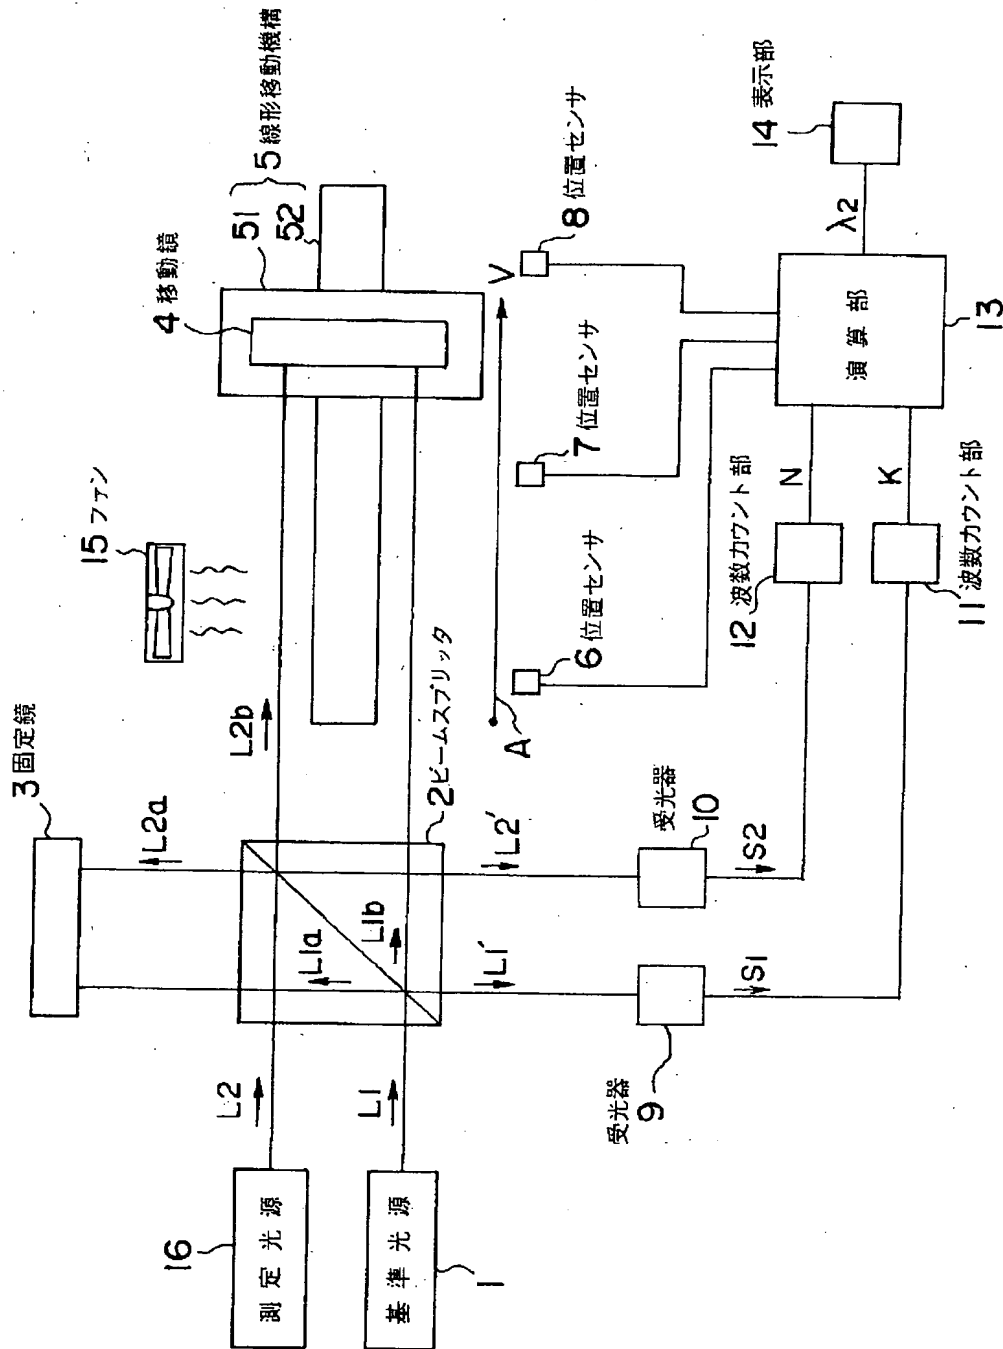 3 固定鏡
15 ファン
4 移動鏡
51
52
5 線形移動機構
L2a
L2b
L1a
L1b
2 ビームスプリッタ
L2
L1
16
測定光源
1
基準光源
L1'
L2'
A
V
6 位置センサ
7 位置センサ
8 位置センサ
受光器
9
受光器
10
S1
S2
12 波数カウント部
11 波数カウント部
N
K
演算部
13
λ2
14 表示部